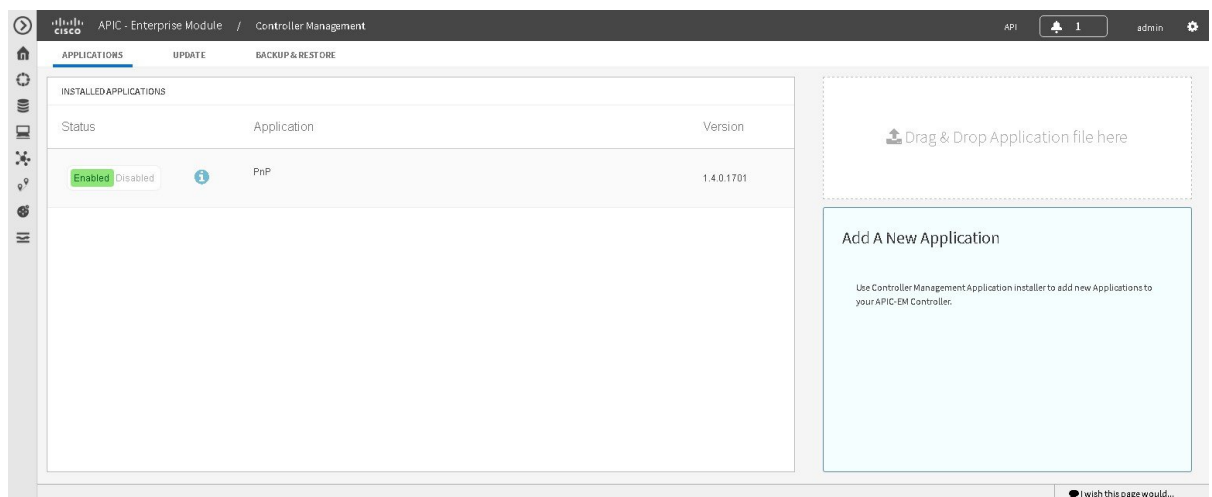 CISCO APIC - Enterprise Module / Controller Management API 1 admin
APPLICATIONS UPDATE BACKUP & RESTORE
INSTALLED APPLICATIONS
Status Application Version
Enabled Disabled PnP 1.4.0.1701
Drag & Drop Application file here
Add A New Application
Use Controller Management Application installer to add new Applications to
your APIC-EM Controller.
I wish this page would...